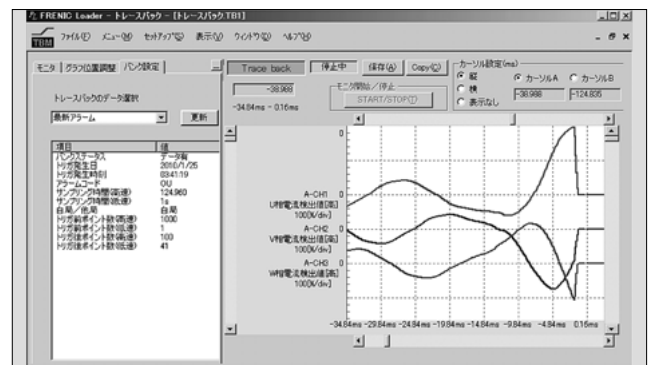 FRENIC Loader - トレースバック - [トレースバック.TB1]
TBM ファイル(F) メニュー(M) セットアップ(S) 表示(V) ウィンドウ(W) ヘルプ(H)
モニタ グラフ位置調整 バンク設定
トレースバックのデータ選択
最新アラーム 更新
項目 値
バンクステータス データ有
トリガ発生日 2010/1/25
トリガ発生時刻 03:41:19
アラームコード OU
サンプリング時間(高速) 124.960
サンプリング時間(低速) 1s
自局/他局 自局
トリガ前ポイント数(高速) 1000
トリガ前ポイント数(低速) 1
トリガ後ポイント数(高速) 100
トリガ後ポイント数(低速) 41
Trace back 停止中 保存(A) Copy(C)
-38.988
-34.84ms - 0.16ms
モニタ開始/停止
START/STOP(T)
カーソル設定(ms)
縦
横
表示なし
カーソルA カーソルB
-38.988 -124.835
0
A-CH1 0
U相電流検出値[高]
100[%/div]
A-CH2 0
V相電流検出値[高]
100[%/div]
A-CH3 0
W相電流検出値[高]
100[%/div]
-34.84ms -29.84ms -24.84ms -19.84ms -14.84ms -9.84ms -4.84ms 0.16ms